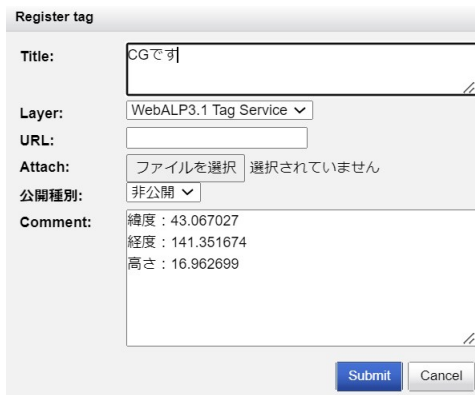 Register tag
Title: CGです
Layer: WebALP3.1 Tag Service
URL:
Attach: ファイルを選択 選択されていません
公開種別: 非公開
Comment: 緯度：43.067027
経度：141.351674
高さ：16.962699
Submit Cancel